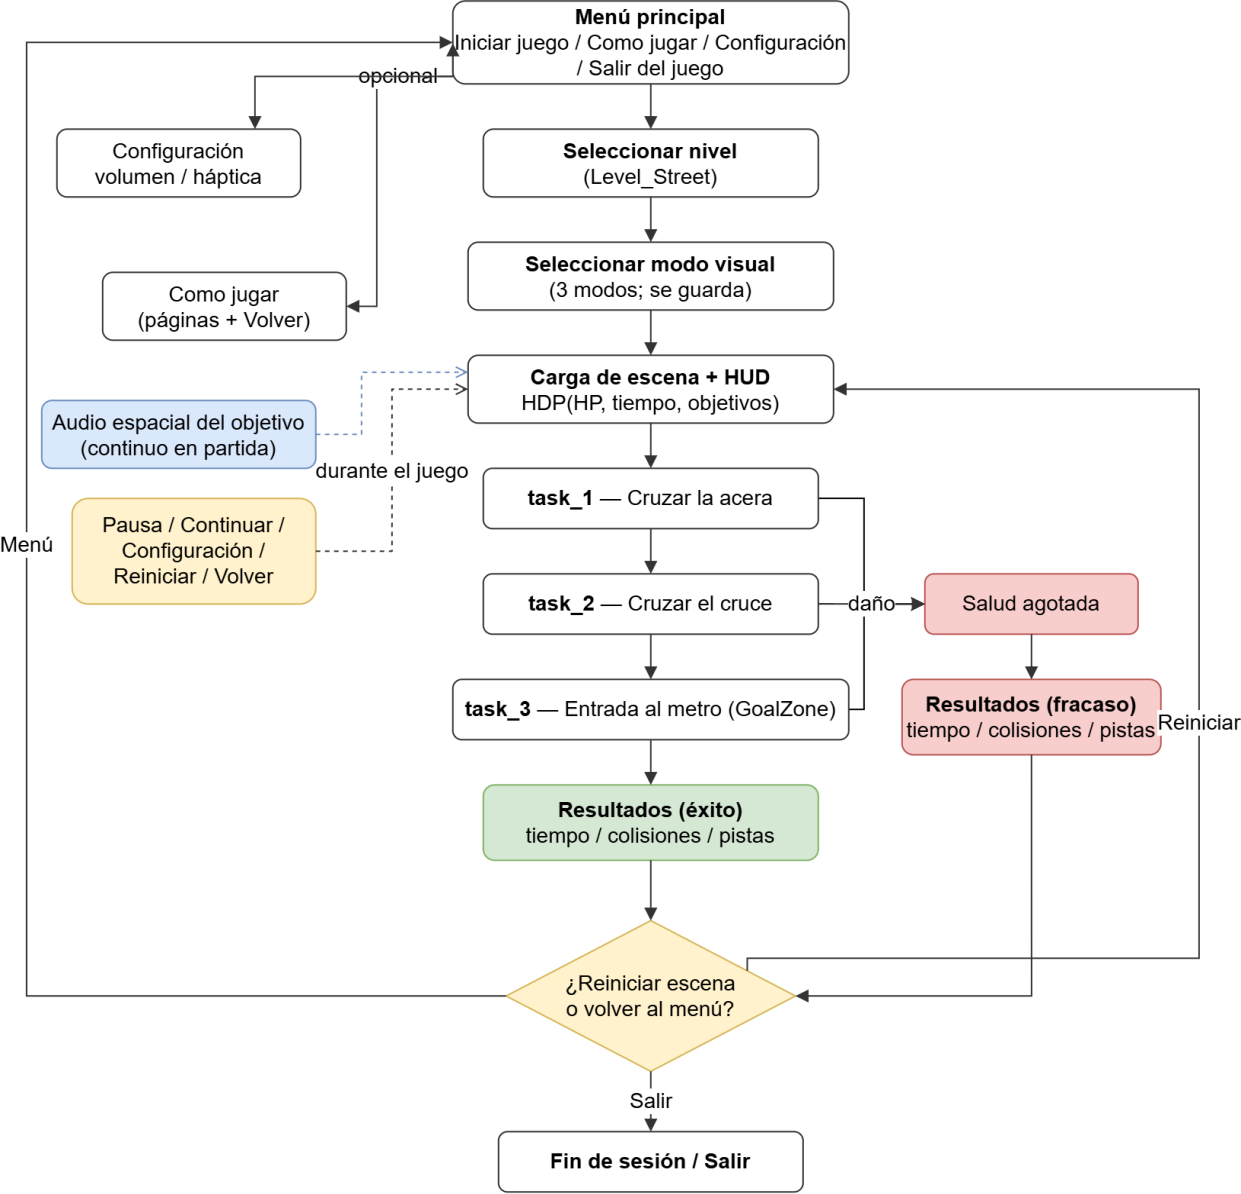 Menú principal
Iniciar juego / Como jugar / Configuración
/ Salir del juego
opcional
Configuración
volumen / háptica
Seleccionar nivel
(Level_Street)
Seleccionar modo visual
(3 modos; se guarda)
Como jugar
(páginas + Volver)
Carga de escena + HUD
HDP(HP, tiempo, objetivos)
Audio espacial del objetivo
(continuo en partida)
durante el juego
Pausa / Continuar /
Configuración /
Reiniciar / Volver
Menú
task_1 — Cruzar la acera
task_2 — Cruzar el cruce
daño
Salud agotada
task_3 — Entrada al metro (GoalZone)
Resultados (fracaso)
tiempo / colisiones / pistas
Reiniciar
Resultados (éxito)
tiempo / colisiones / pistas
¿Reiniciar escena
o volver al menú?
Salir
Fin de sesión / Salir